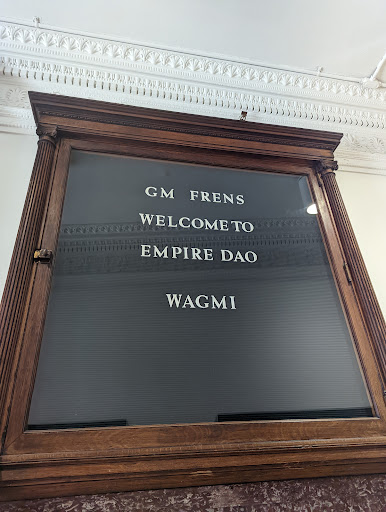 GM FRENS
WELCOME TO
EMPIRE DAO
WAGMI